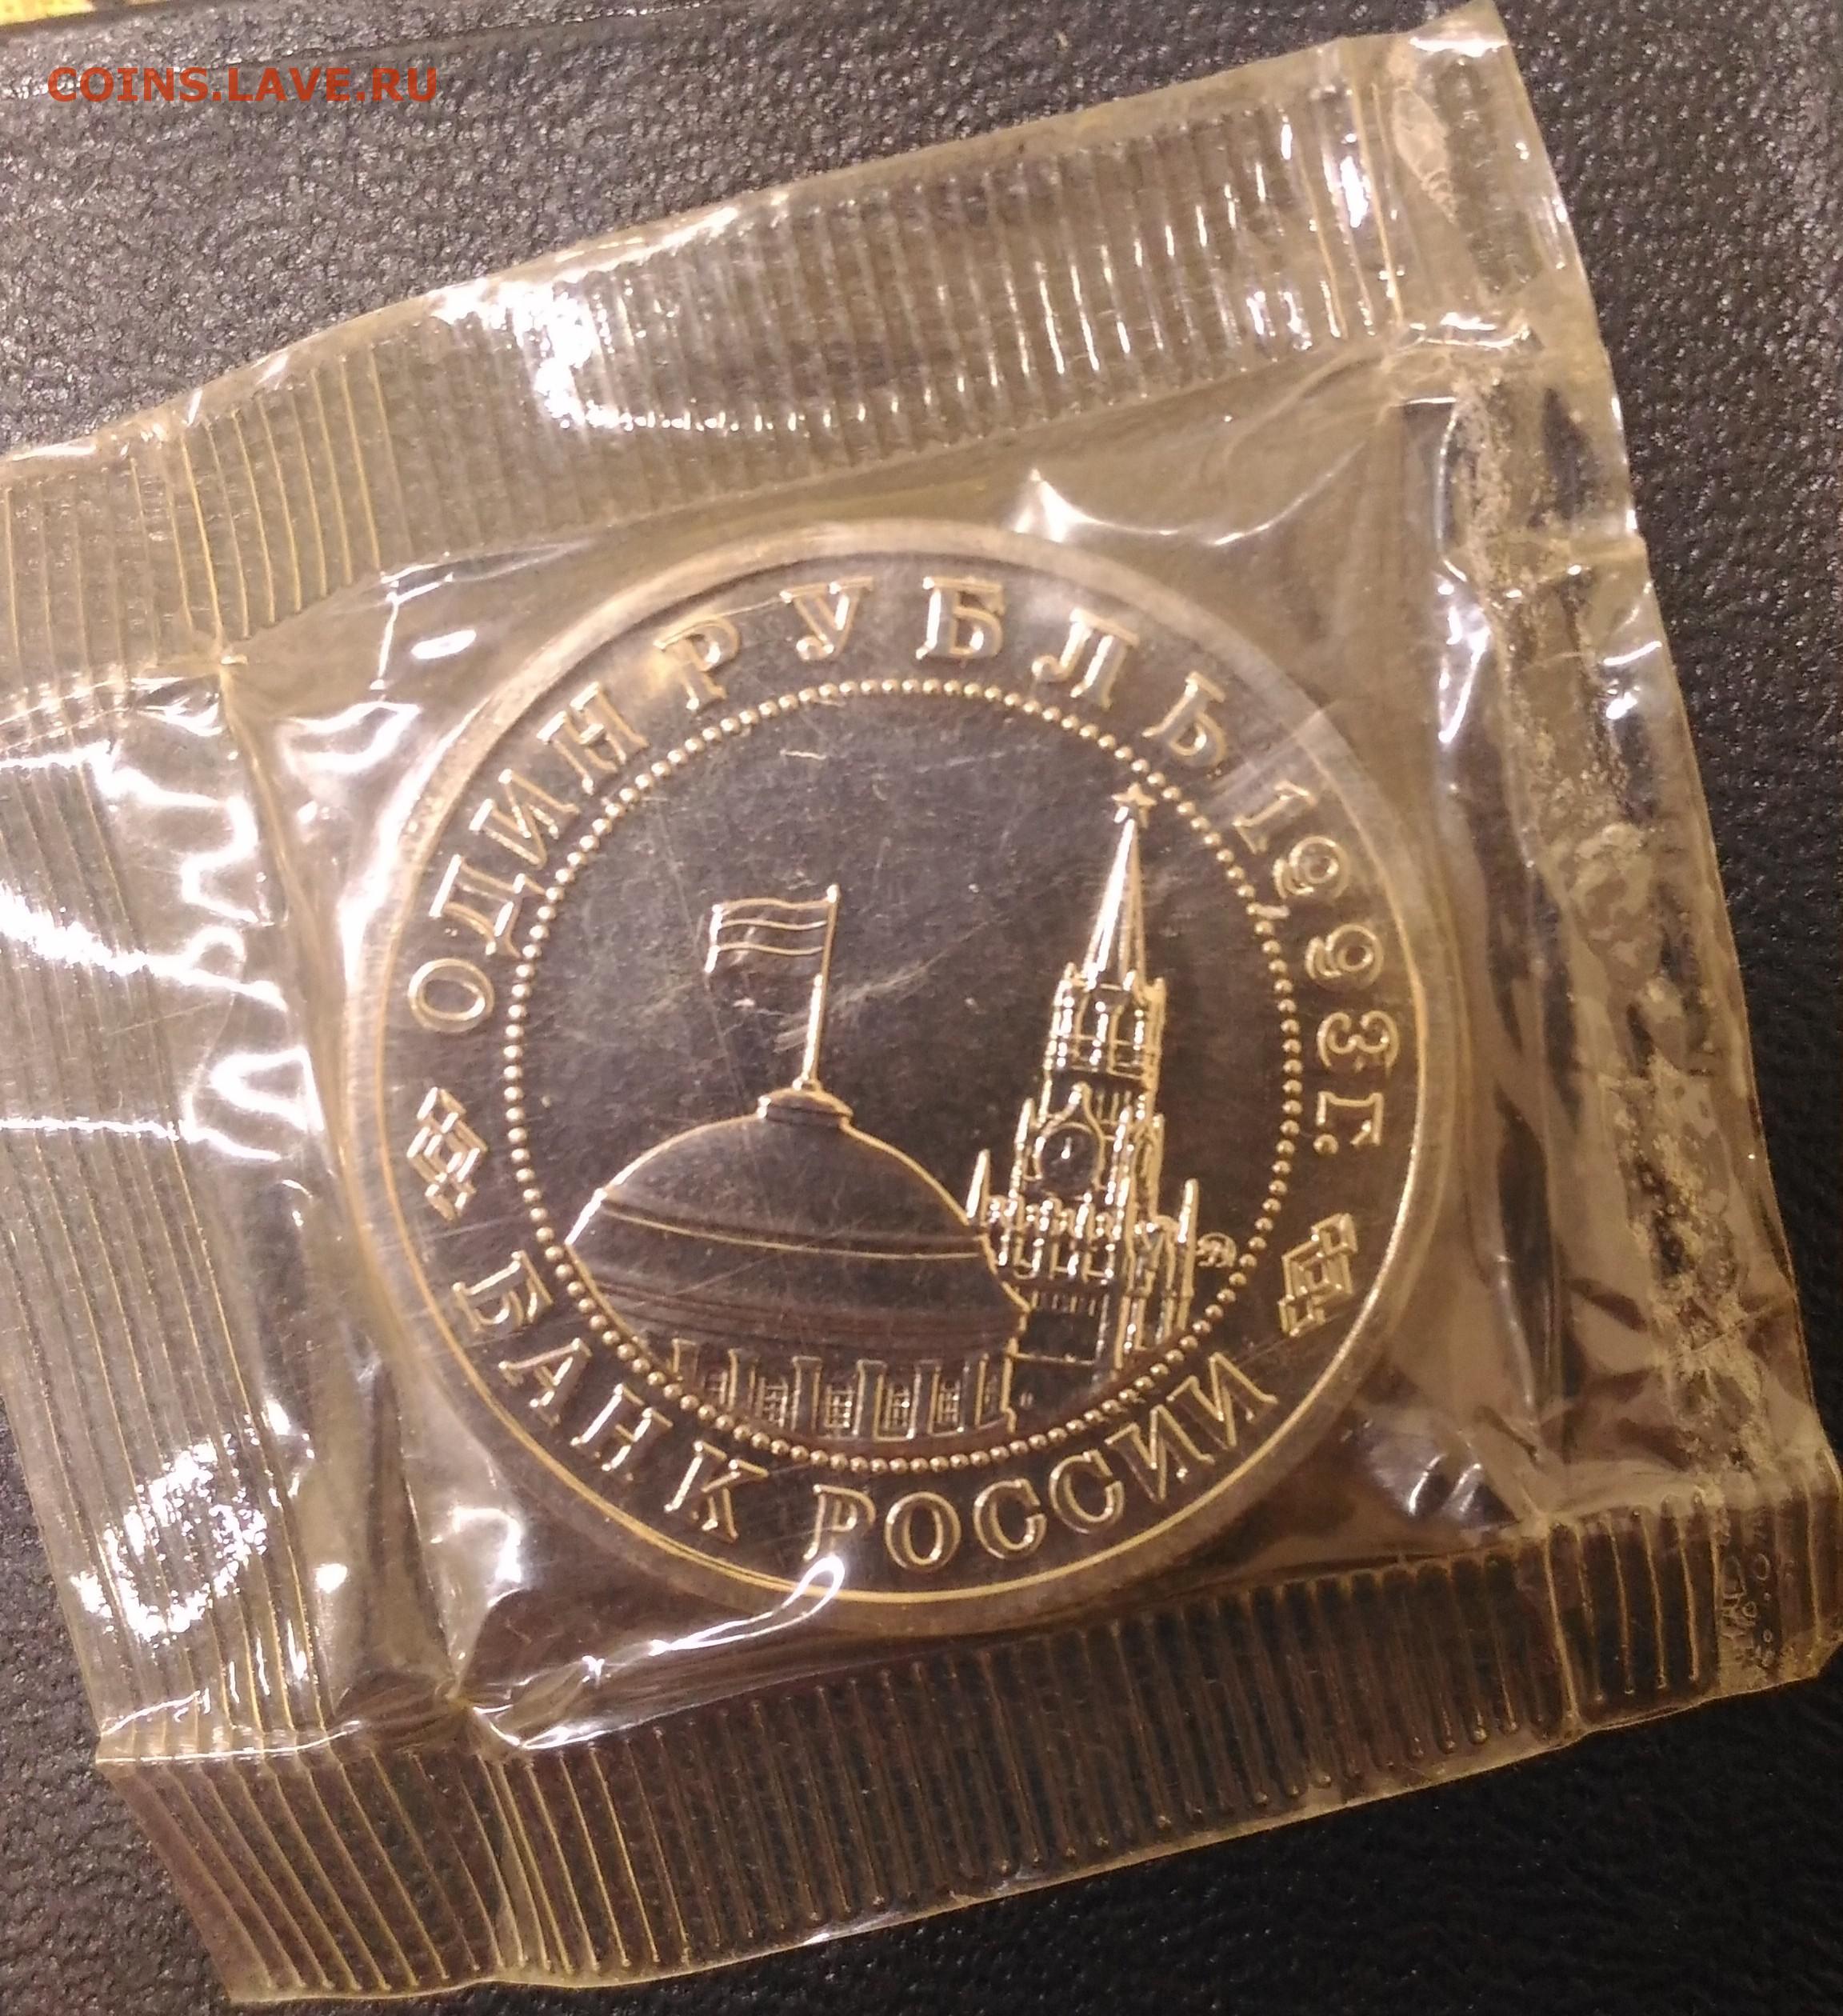 COINS.LAVE.RU
ОДИН РУБЛЬ 1993 Г.
БАНК РОССИИ